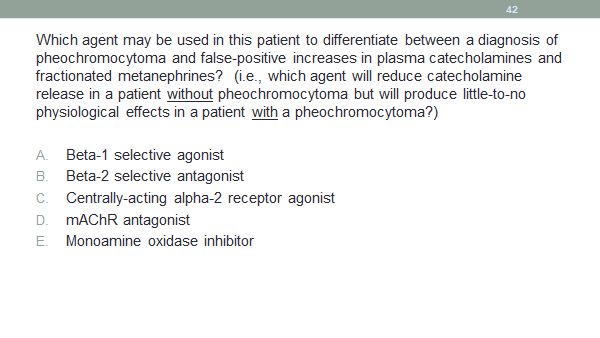 42
Which agent may be used in this patient to differentiate between a diagnosis of
pheochromocytoma and false-positive increases in plasma catecholamines and
fractionated metanephrines? (i.e., which agent will reduce catecholamine
release in a patient without pheochromocytoma but will produce little-to-no
physiological effects in a patient with a pheochromocytoma?)
A. Beta-1 selective agonist
B. Beta-2 selective antagonist
C. Centrally-acting alpha-2 receptor agonist
D. mAChR antagonist
E. Monoamine oxidase inhibitor